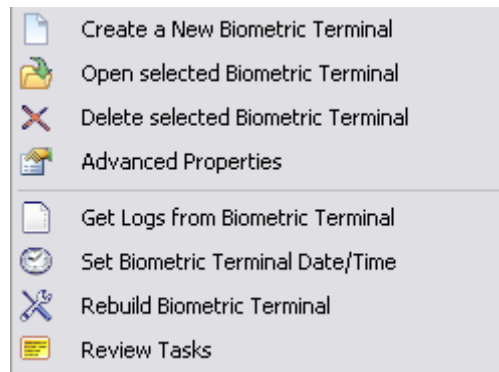 Create a New Biometric Terminal
Open selected Biometric Terminal
Delete selected Biometric Terminal
Advanced Properties
Get Logs from Biometric Terminal
Set Biometric Terminal Date/Time
Rebuild Biometric Terminal
Review Tasks